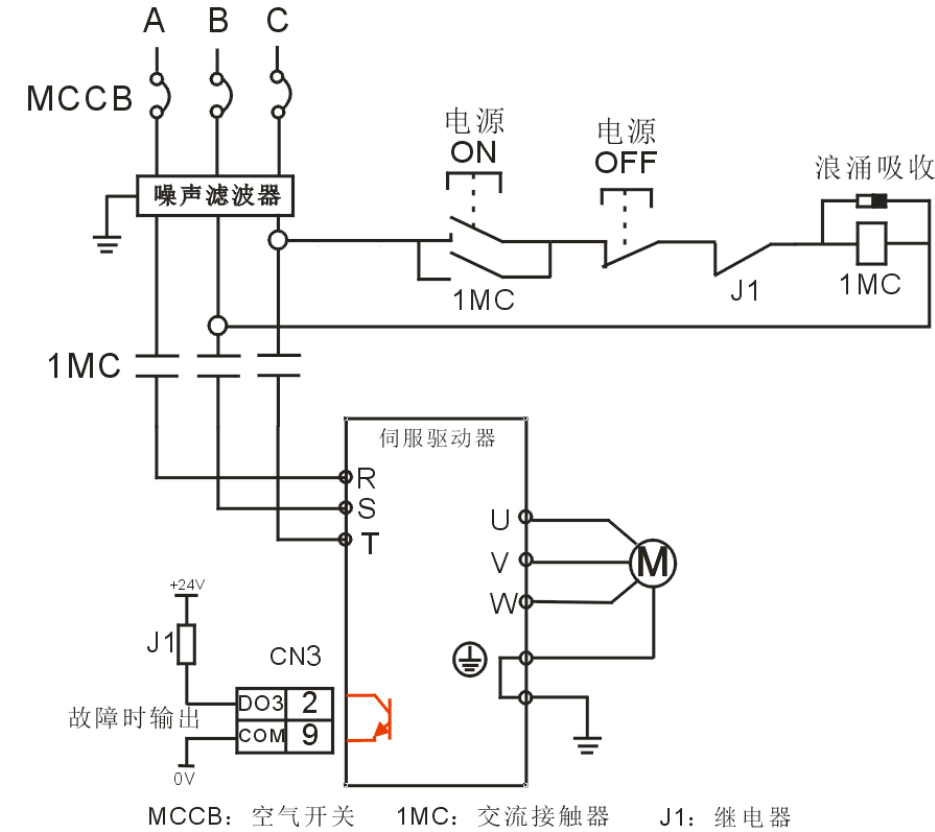 A B C
MCCB
电源
ON
电源
OFF
浪涌吸收
噪声滤波器
1MC
J1
1MC
1MC
伺服驱动器
R
S
T
U
V
W
M
+24V
J1
CN3
DO3 2
故障时输出
COM 9
0V
MCCB：空气开关 1MC：交流接触器 J1：继电器